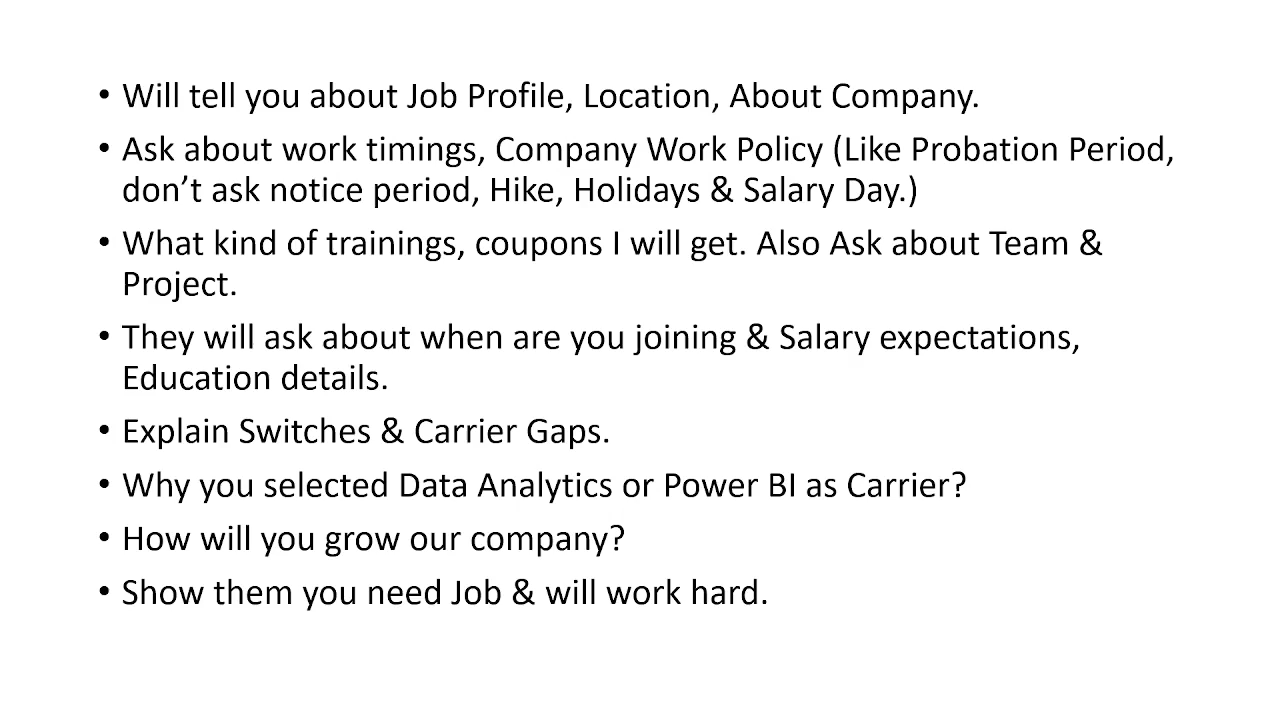 • Will tell you about Job Profile, Location, About Company.
• Ask about work timings, Company Work Policy (Like Probation Period,
don’t ask notice period, Hike, Holidays & Salary Day.)
• What kind of trainings, coupons I will get. Also Ask about Team &
Project.
• They will ask about when are you joining & Salary expectations,
Education details.
• Explain Switches & Carrier Gaps.
• Why you selected Data Analytics or Power BI as Carrier?
• How will you grow our company?
• Show them you need Job & will work hard.